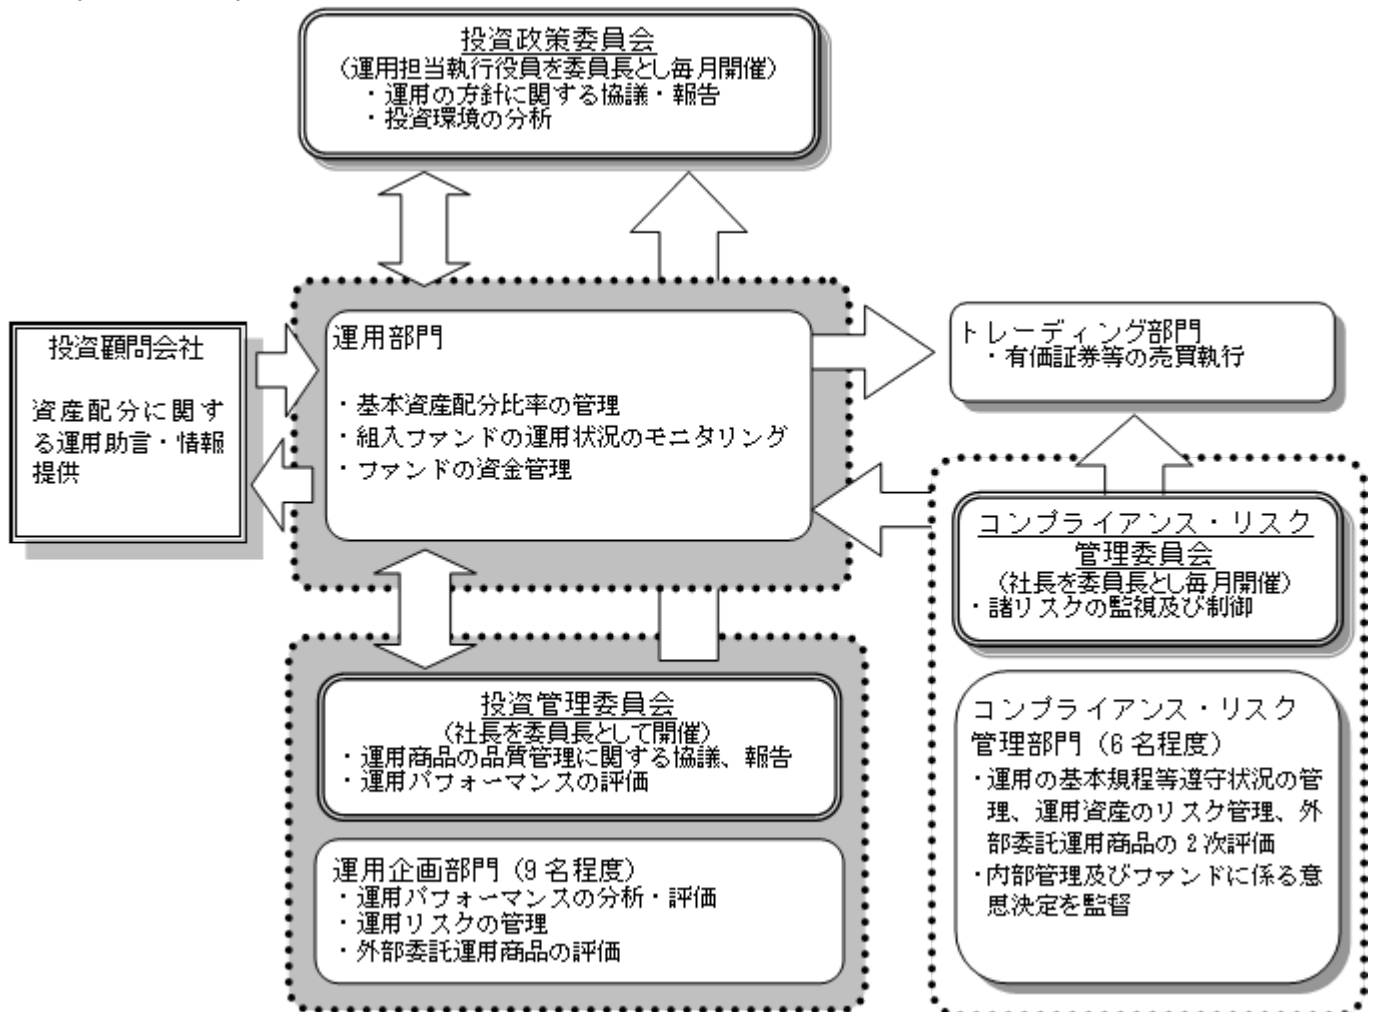 投資政策委員会
（運用担当執行役員を委員長とし毎月開催）
・運用の方針に関する協議・報告
・投資環境の分析
投資顧問会社
資産配分に関す
る運用助言・情報
提供
運用部門
・基本資産配分比率の管理
・組入ファンドの運用状況のモニタリング
・ファンドの資金管理
トレーディング部門
・有価証券等の売買執行
コンプライアンス・リスク
管理委員会
（社長を委員長とし毎月開催）
・諸リスクの監視及び制御
投資管理委員会
（社長を委員長として開催）
・運用商品の品質管理に関する協議、報告
・運用パフォーマンスの評価
運用企画部門（9名程度）
・運用パフォーマンスの分析・評価
・運用リスクの管理
・外部委託運用商品の評価
コンプライアンス・リスク
管理部門（6名程度）
・運用の基本規程等遵守状況の管
理、運用資産のリスク管理、外
部委託運用商品の2次評価
・内部管理及びファンドに係る意
思決定を監督